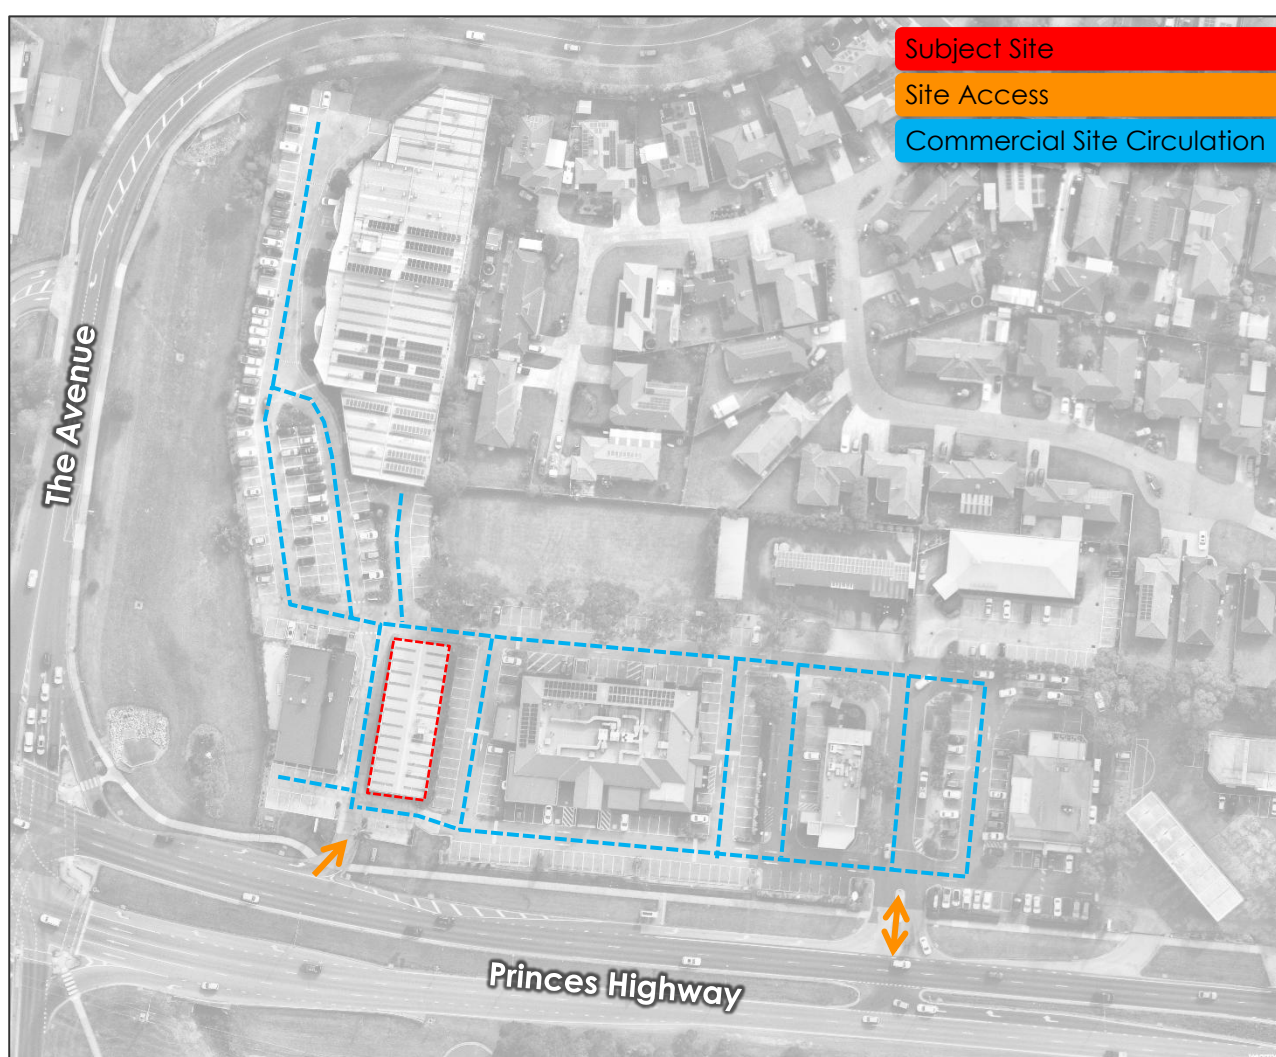 Subject Site
Site Access
Commercial Site Circulation
The Avenue
Princes Highway